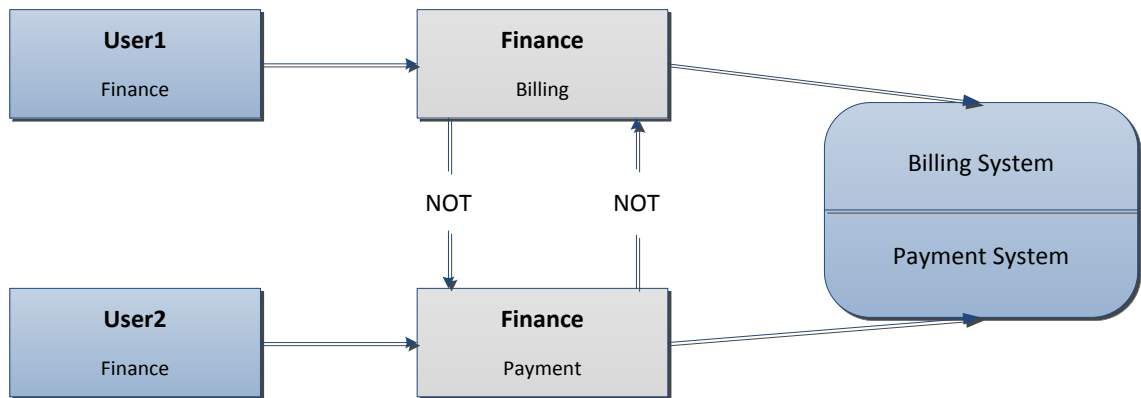 User1
Finance
Finance
Billing
Billing System
NOT
NOT
Payment System
User2
Finance
Finance
Payment